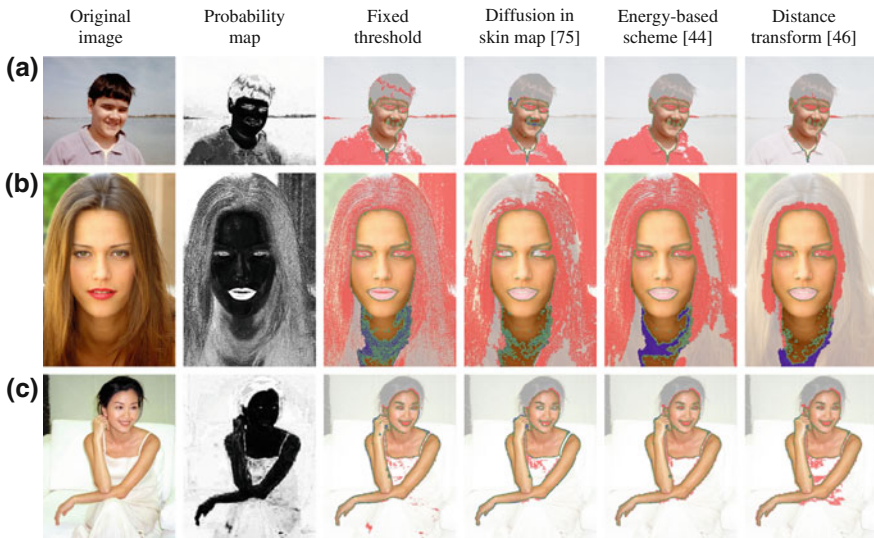 Original image
Probability map
Fixed threshold
Diffusion in skin map [75]
Energy-based scheme [44]
Distance transform [46]
(a)
(b)
(c)